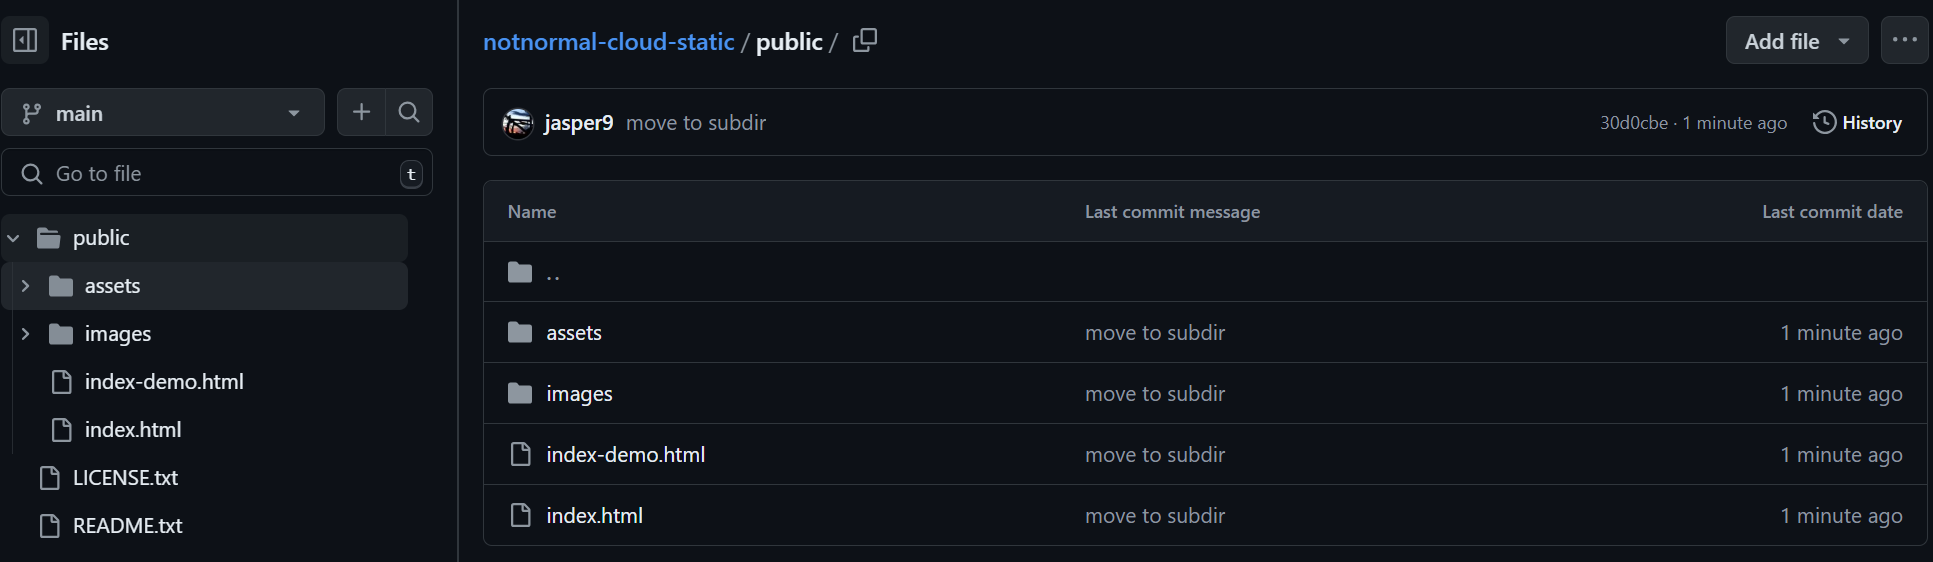 Files
main
Go to file
t
public
assets
images
index-demo.html
index.html
LICENSE.txt
README.txt
notnormal-cloud-static / public /
Add file
jasper9 move to subdir
30d0cbe · 1 minute ago
History
Name Last commit message Last commit date
..
assets move to subdir 1 minute ago
images move to subdir 1 minute ago
index-demo.html move to subdir 1 minute ago
index.html move to subdir 1 minute ago